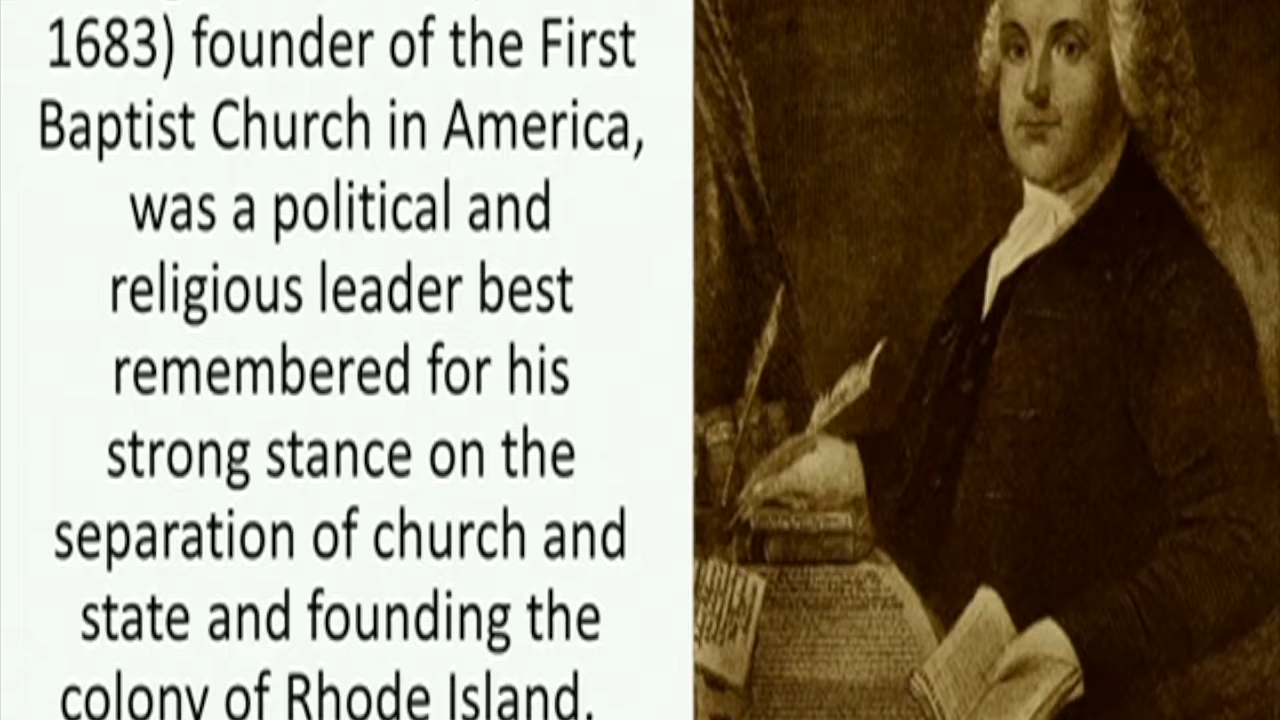 1683) founder of the First
Baptist Church in America,
was a political and
religious leader best
remembered for his
strong stance on the
separation of church and
state and founding the
colony of Rhode Island.